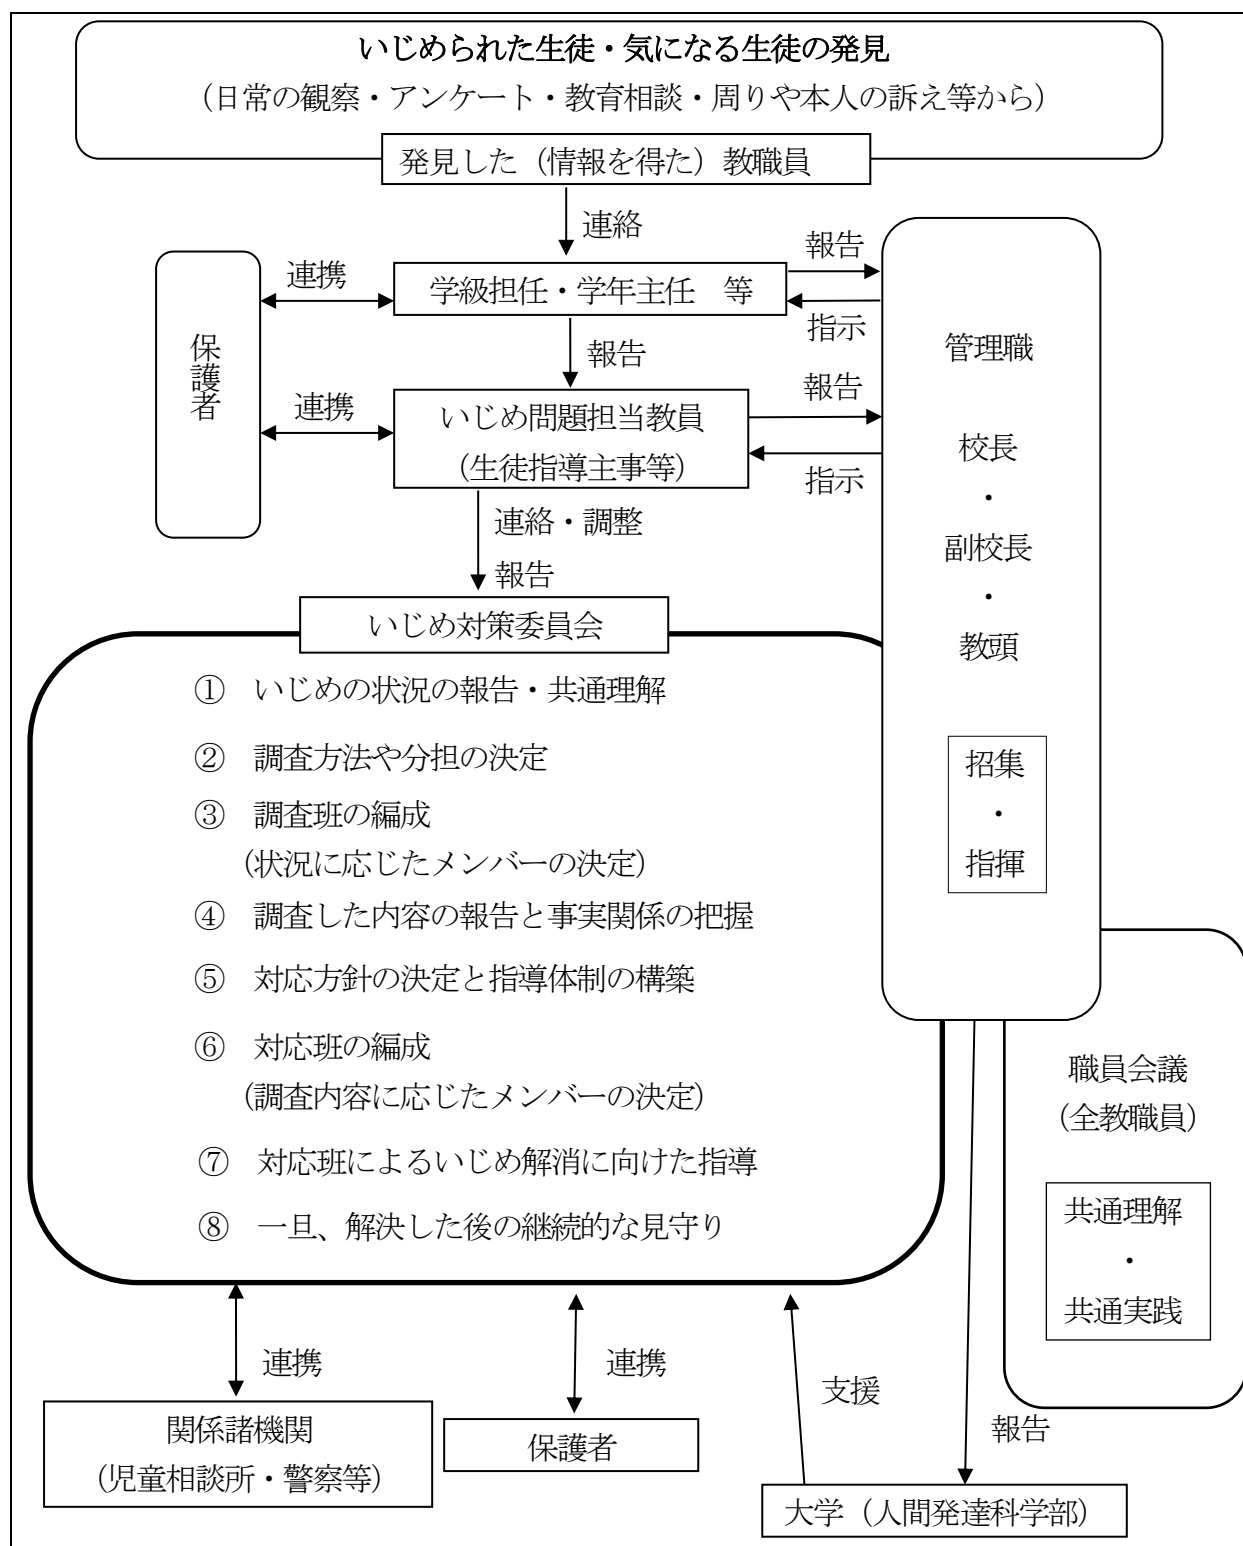 いじめられた生徒・気になる生徒の発見
（日常の観察・アンケート・教育相談・周りや本人の訴え等から）
発見した（情報を得た）教職員
連絡
報告
連携
学級担任・学年主任　等
指示
保護者
報告
管理職
報告
連携
いじめ問題担当教員
（生徒指導主事等）
指示
校長
・
副校長
・
教頭
連絡・調整
報告
いじめ対策委員会
①　いじめの状況の報告・共通理解
②　調査方法や分担の決定
③　調査班の編成
（状況に応じたメンバーの決定）
④　調査した内容の報告と事実関係の把握
⑤　対応方針の決定と指導体制の構築
⑥　対応班の編成
（調査内容に応じたメンバーの決定）
⑦　対応班によるいじめ解消に向けた指導
⑧　一旦、解決した後の継続的な見守り
招集
・
指揮
職員会議
（全教職員）
共通理解
・
共通実践
連携
連携
支援
報告
関係諸機関
（児童相談所・警察等）
保護者
大学（人間発達科学部）